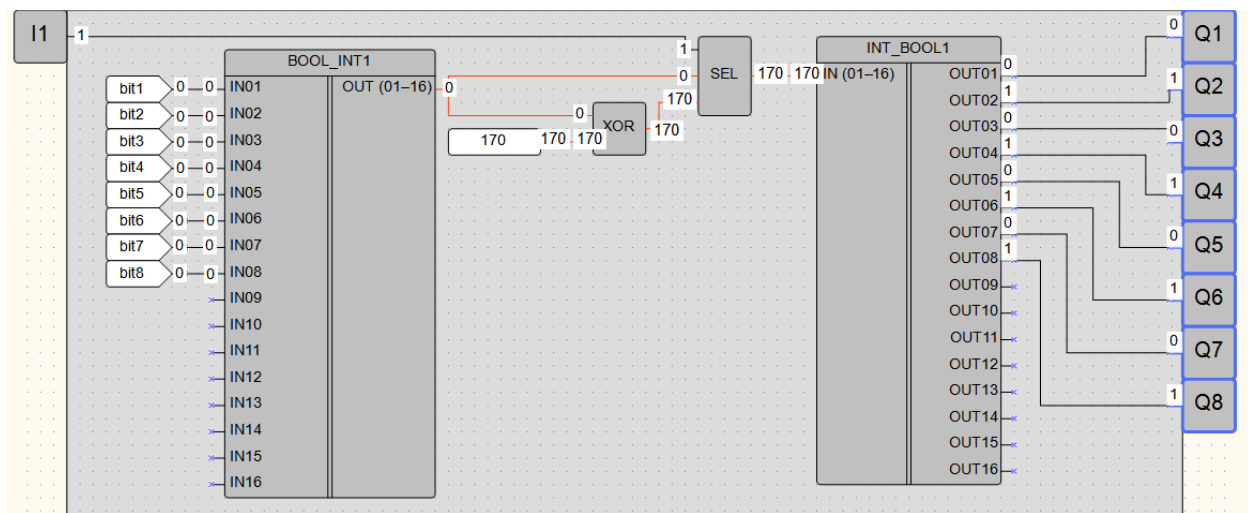 I1
1
BOOL_INT1
OUT (01–16) 0
bit1 0 0 IN01
bit2 0 0 IN02
bit3 0 0 IN03
bit4 0 0 IN04
bit5 0 0 IN05
bit6 0 0 IN06
bit7 0 0 IN07
bit8 0 0 IN08
IN09
IN10
IN11
IN12
IN13
IN14
IN15
IN16
170 170 170
0
XOR
170
1
0
170
SEL
170
INT_BOOL1
170 IN (01–16)
OUT01 0
OUT02 1
OUT03 0
OUT04 1
OUT05 0
OUT06 1
OUT07 0
OUT08 1
OUT09
OUT10
OUT11
OUT12
OUT13
OUT14
OUT15
OUT16
0 Q1
1 Q2
0 Q3
1 Q4
0 Q5
1 Q6
0 Q7
1 Q8